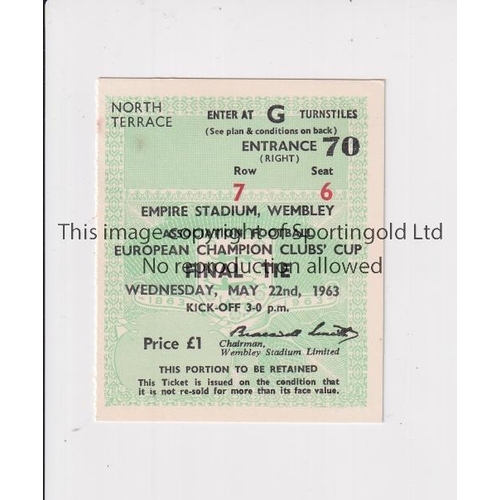 NORTH TERRACE
ENTER AT G TURNSTILES
(See plan & conditions on back)
ENTRANCE 70
(RIGHT)
Row Seat
7 6
EMPIRE STADIUM, WEMBLEY
This image copyright of Sportingold Ltd
ASSOCIATION FOOTBALL
EUROPEAN CHAMPION CLUBS' CUP
No reproduction allowed
FINAL TIE
WEDNESDAY, MAY 22nd, 1963
KICK-OFF 3-0 p.m.
Price £1
Chairman,
Wembley Stadium Limited
THIS PORTION TO BE RETAINED
This Ticket is issued on the condition that
it is not re-sold for more than its face value.